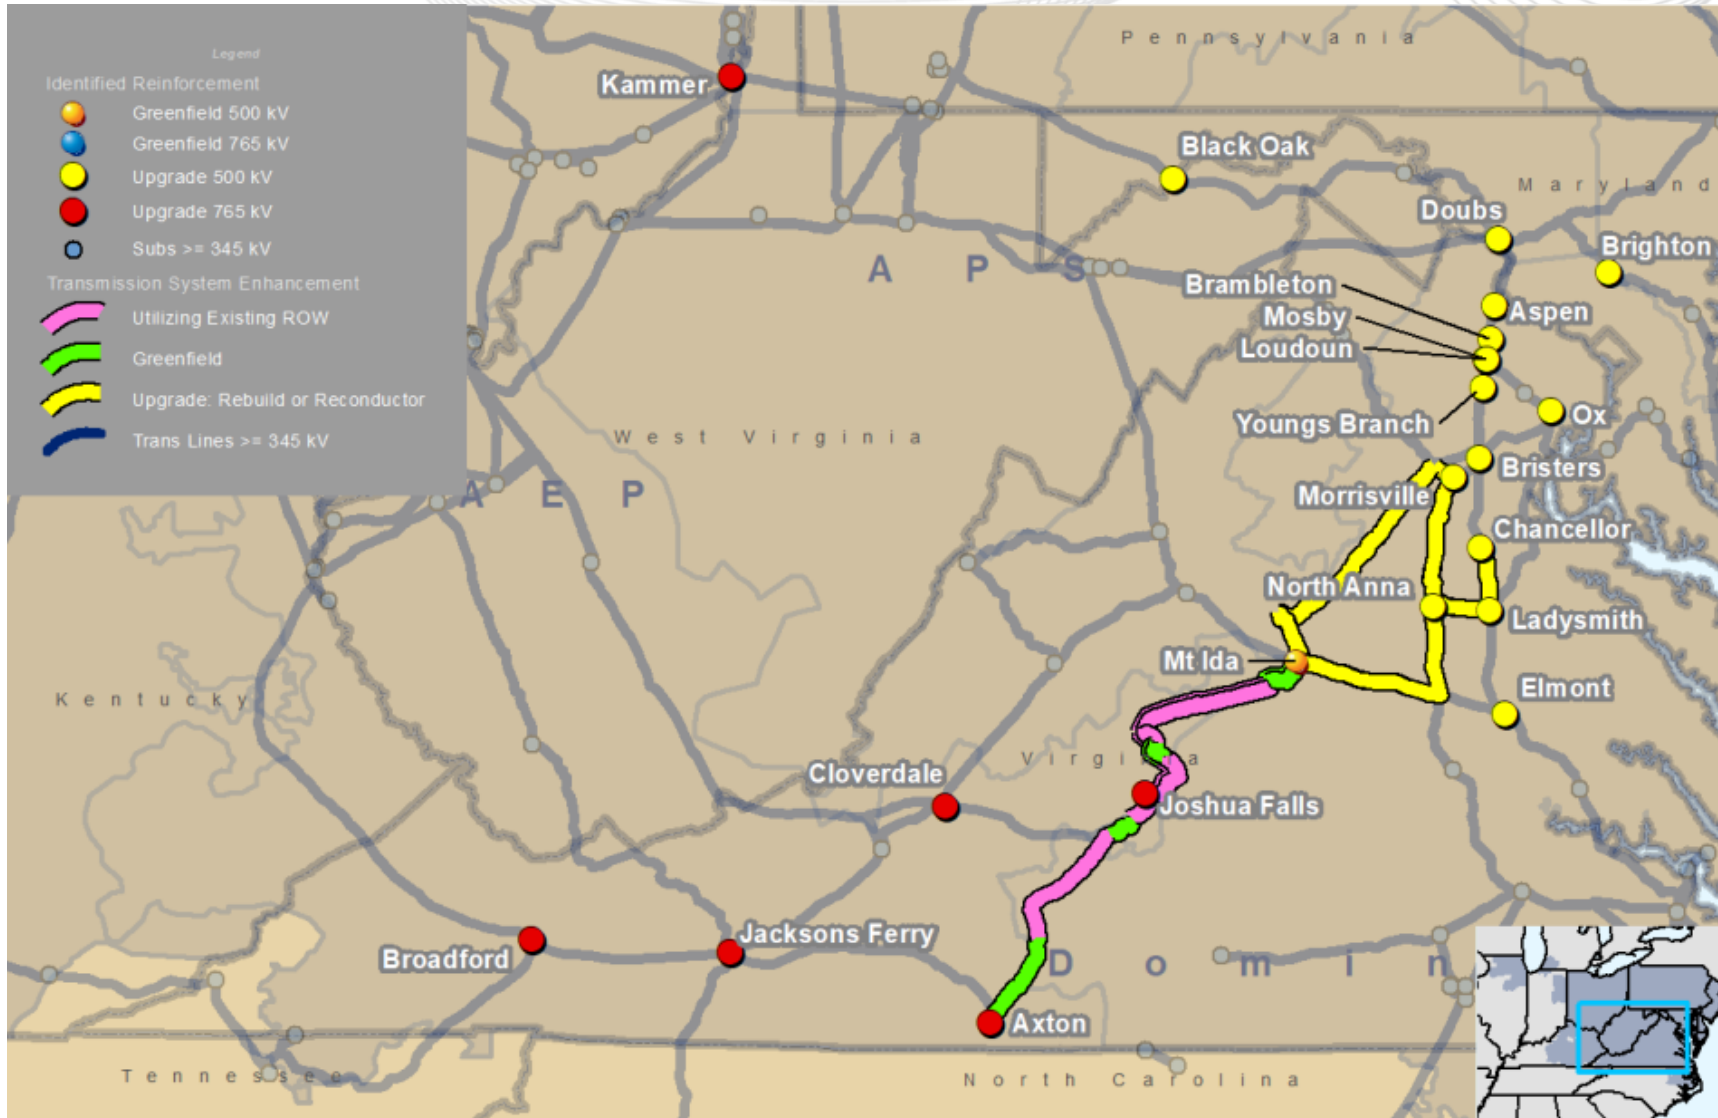 Legend
Identified Reinforcement
Greenfield 500 kV
Greenfield 765 kV
Upgrade 500 kV
Upgrade 765 kV
Subs >= 345 kV
Transmission System Enhancement
Utilizing Existing ROW
Greenfield
Upgrade: Rebuild or Reconductor
Trans Lines >= 345 kV
Pennsylvania
Kammer
Black Oak
Maryland
Doubs
Brighton
APS
Brambleton
Aspen
Mosby
Loudoun
Ox
Youngs Branch
West Virginia
Bristers
AEP
Morrisville
Chancellor
North Anna
Ladysmith
Mt Ida
Elmont
Kentucky
Virginia
Cloverdale
Joshua Falls
Jacksons Ferry
Broadford
Domin
Axton
Tennessee
North Carolina